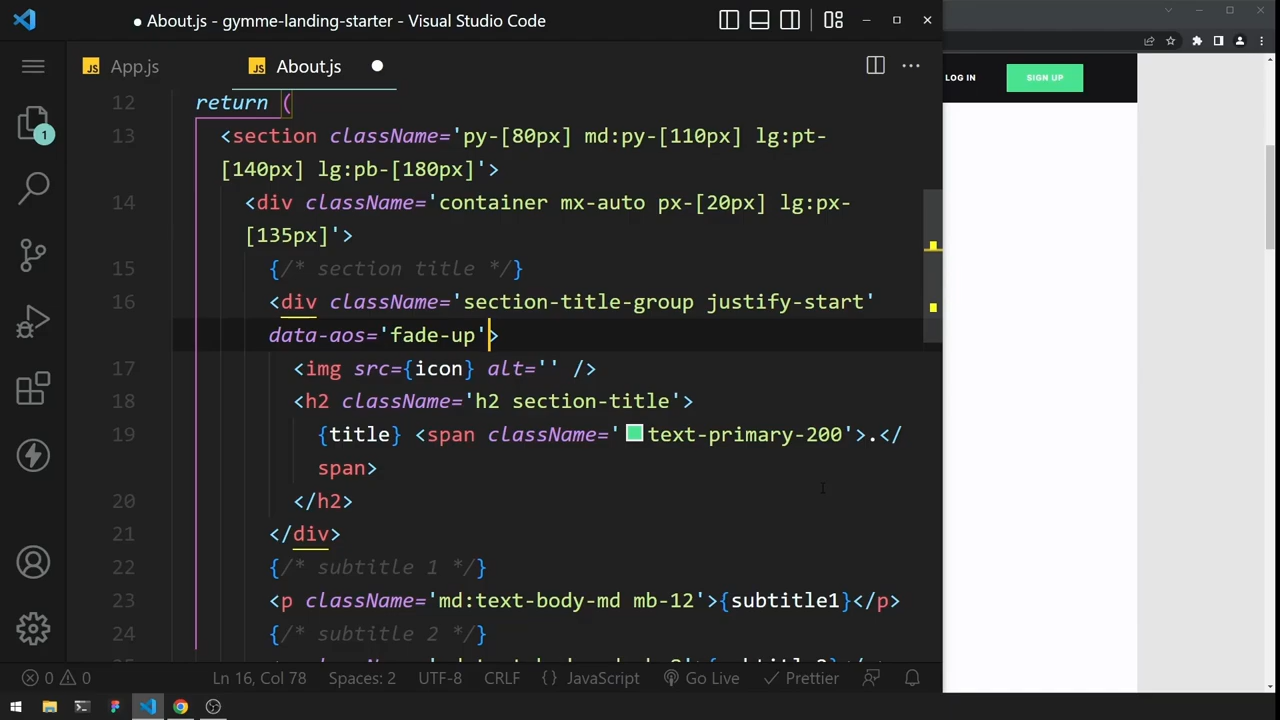 ● About.js - gymme-landing-starter - Visual Studio Code
JS App.js
JS About.js ●
LOG IN
SIGN UP
12 return (
13 <section className='py-[80px] md:py-[110px] lg:pt-
[140px] lg:pb-[180px]'>
14 <div className='container mx-auto px-[20px] lg:px-
[135px]'>
15 {/* section title */}
16 <div className='section-title-group justify-start'
data-aos='fade-up'>
17 <img src={icon} alt='' />
18 <h2 className='h2 section-title'>
19 {title} <span className='text-primary-200'>.</
span>
20 </h2>
21 </div>
22 {/* subtitle 1 */}
23 <p className='md:text-body-md mb-12'>{subtitle1}</p>
24 {/* subtitle 2 */}
1
0 0
Ln 16, Col 78
Spaces: 2
UTF-8
CRLF
{} JavaScript
Go Live
Prettier